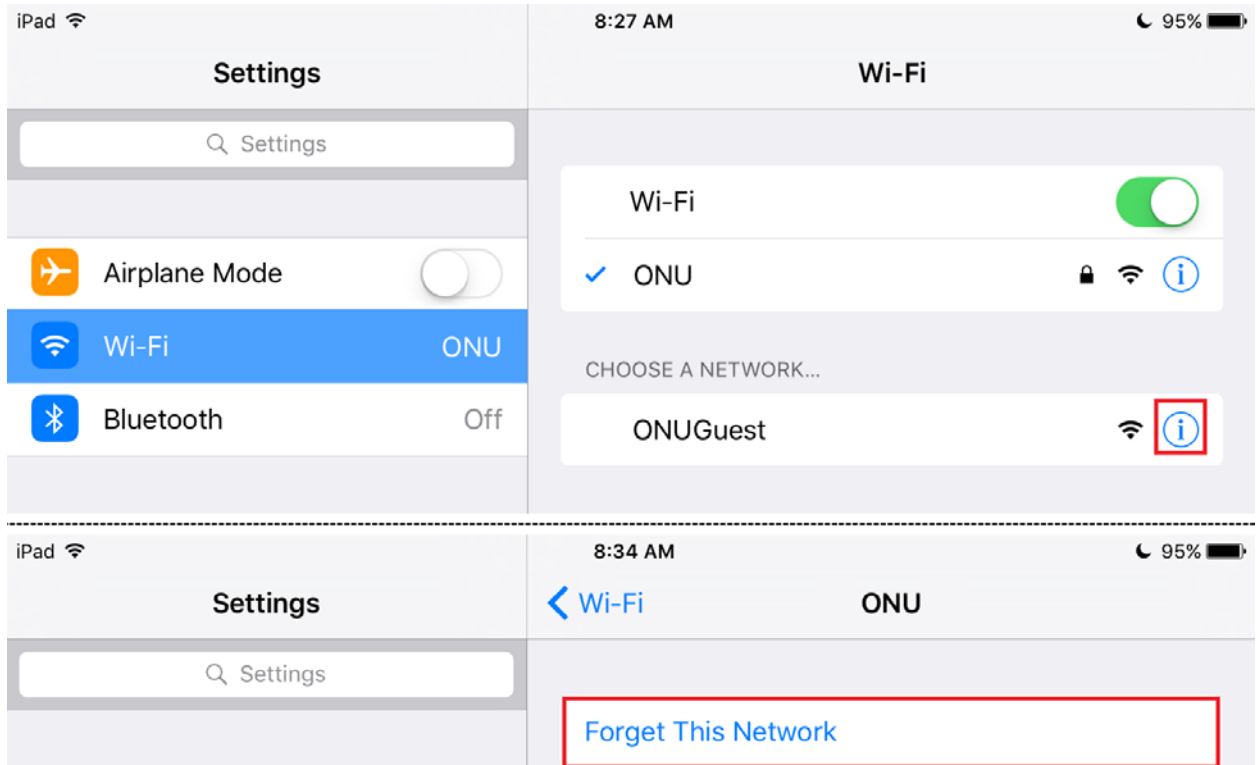 iPad 8:27 AM 95%
Settings Wi-Fi
Settings
Wi-Fi
Airplane Mode
ONU
Wi-Fi ONU
CHOOSE A NETWORK...
Bluetooth Off
ONUGuest
iPad 8:34 AM 95%
Settings Wi-Fi ONU
Settings
Forget This Network